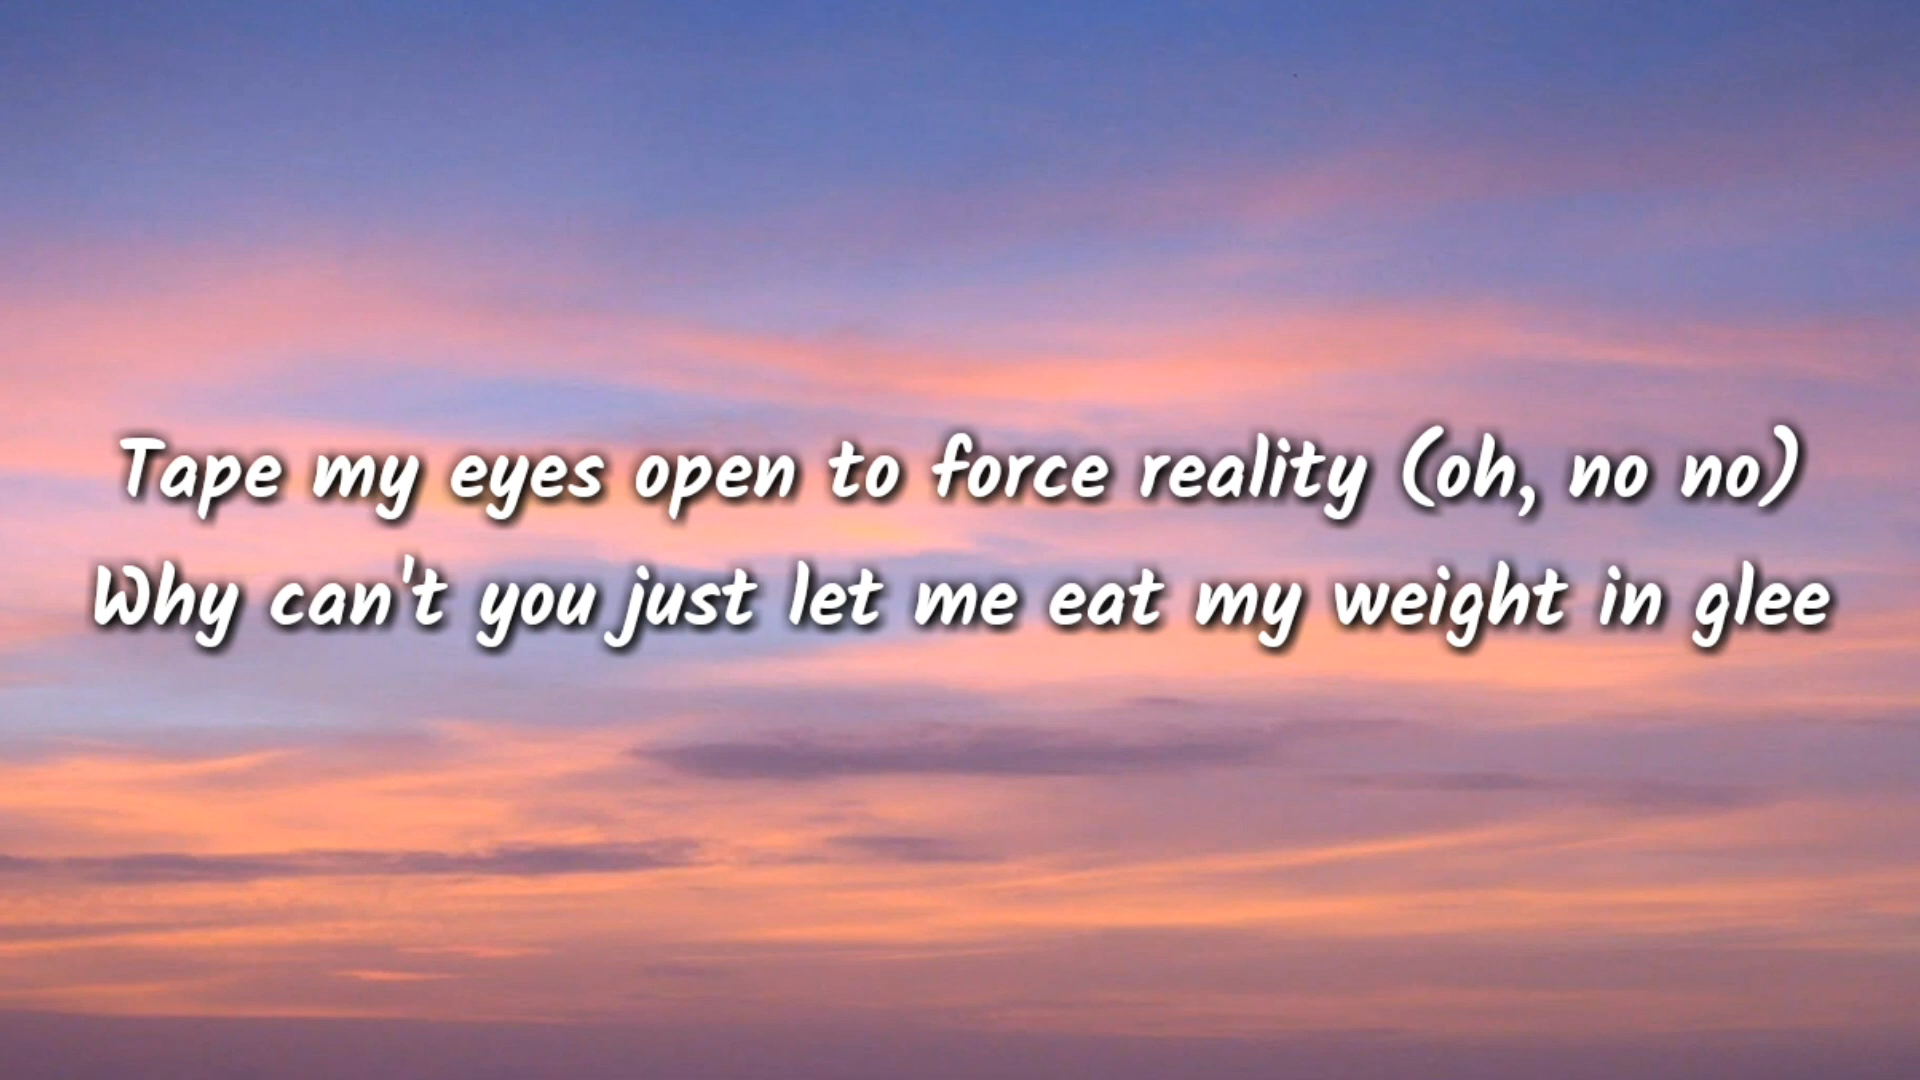 Tape my eyes open to force reality (oh, no no)
Why can't you just let me eat my weight in glee